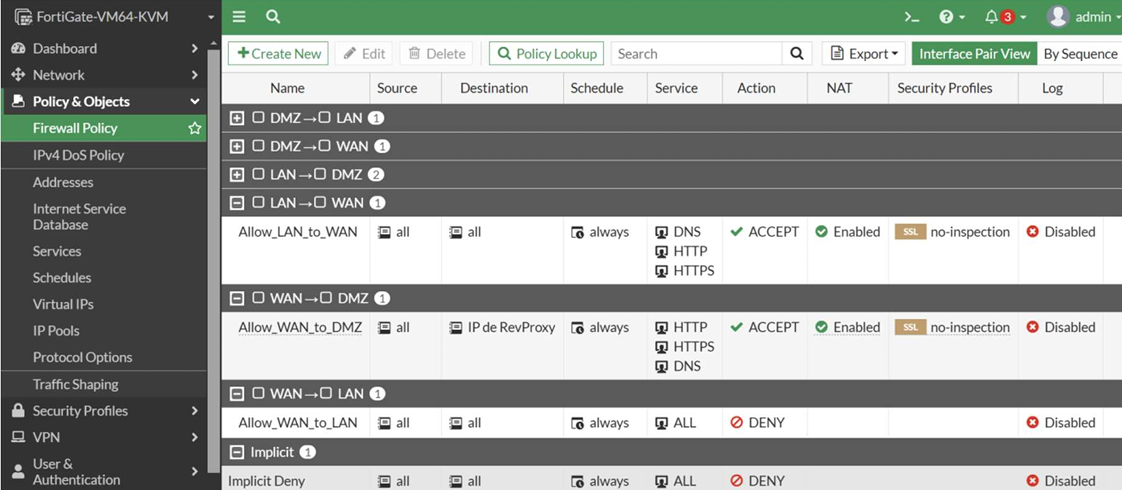 FortiGate-VM64-KVM
admin
3
Dashboard
Network
Policy & Objects
Firewall Policy
IPv4 DoS Policy
Addresses
Internet Service
Database
Services
Schedules
Virtual IPs
IP Pools
Protocol Options
Traffic Shaping
Security Profiles
VPN
User &
Authentication
+Create New Edit Delete Policy Lookup Search Export Interface Pair View By Sequence
Name Source Destination Schedule Service Action NAT Security Profiles Log
DMZ→ LAN 1
DMZ→ WAN 1
LAN→ DMZ 2
LAN→ WAN 1
Allow_LAN_to_WAN all all always DNS ACCEPT Enabled SSL no-inspection Disabled
HTTP
HTTPS
WAN→ DMZ 1
Allow_WAN_to_DMZ all IP de RevProxy always HTTP ACCEPT Enabled SSL no-inspection Disabled
HTTPS
DNS
WAN→ LAN 1
Allow_WAN_to_LAN all all always ALL DENY Disabled
Implicit 1
Implicit Deny all all always ALL DENY Disabled